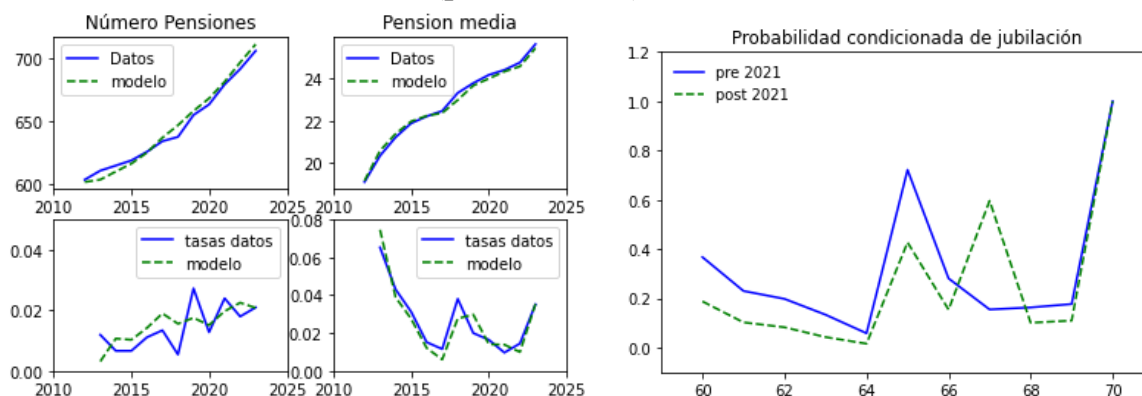 Número Pensiones
Pension media
Probabilidad condicionada de jubilación
700
650
600
Datos
modelo
2010 2015 2020 2025
24
22
20
Datos
modelo
2010 2015 2020 2025
0.04
0.02
0.00
tasas datos
modelo
2010 2015 2020 2025
0.08
0.06
0.04
0.02
0.00
tasas datos
modelo
2010 2015 2020 2025
1.2
1.0
0.8
0.6
0.4
0.2
0.0
pre 2021
post 2021
60 62 64 66 68 70